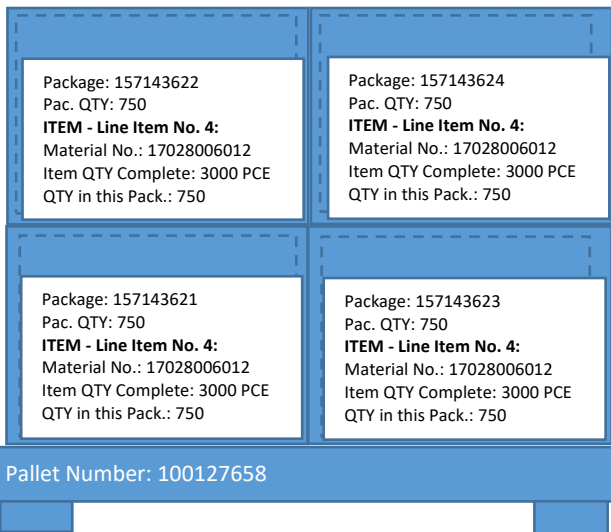 Package: 157143622
Pac. QTY: 750
ITEM - Line Item No. 4:
Material No.: 17028006012
Item QTY Complete: 3000 PCE
QTY in this Pack.: 750
Package: 157143624
Pac. QTY: 750
ITEM - Line Item No. 4:
Material No.: 17028006012
Item QTY Complete: 3000 PCE
QTY in this Pack.: 750
Package: 157143621
Pac. QTY: 750
ITEM - Line Item No. 4:
Material No.: 17028006012
Item QTY Complete: 3000 PCE
QTY in this Pack.: 750
Package: 157143623
Pac. QTY: 750
ITEM - Line Item No. 4:
Material No.: 17028006012
Item QTY Complete: 3000 PCE
QTY in this Pack.: 750
Pallet Number: 100127658